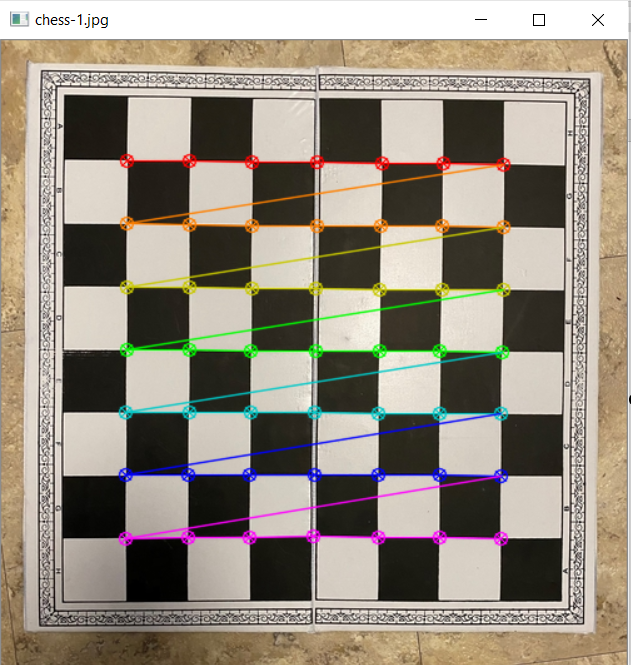 chess-1.jpg
A H
B G
C F
D E
E D
F C
G B
H A